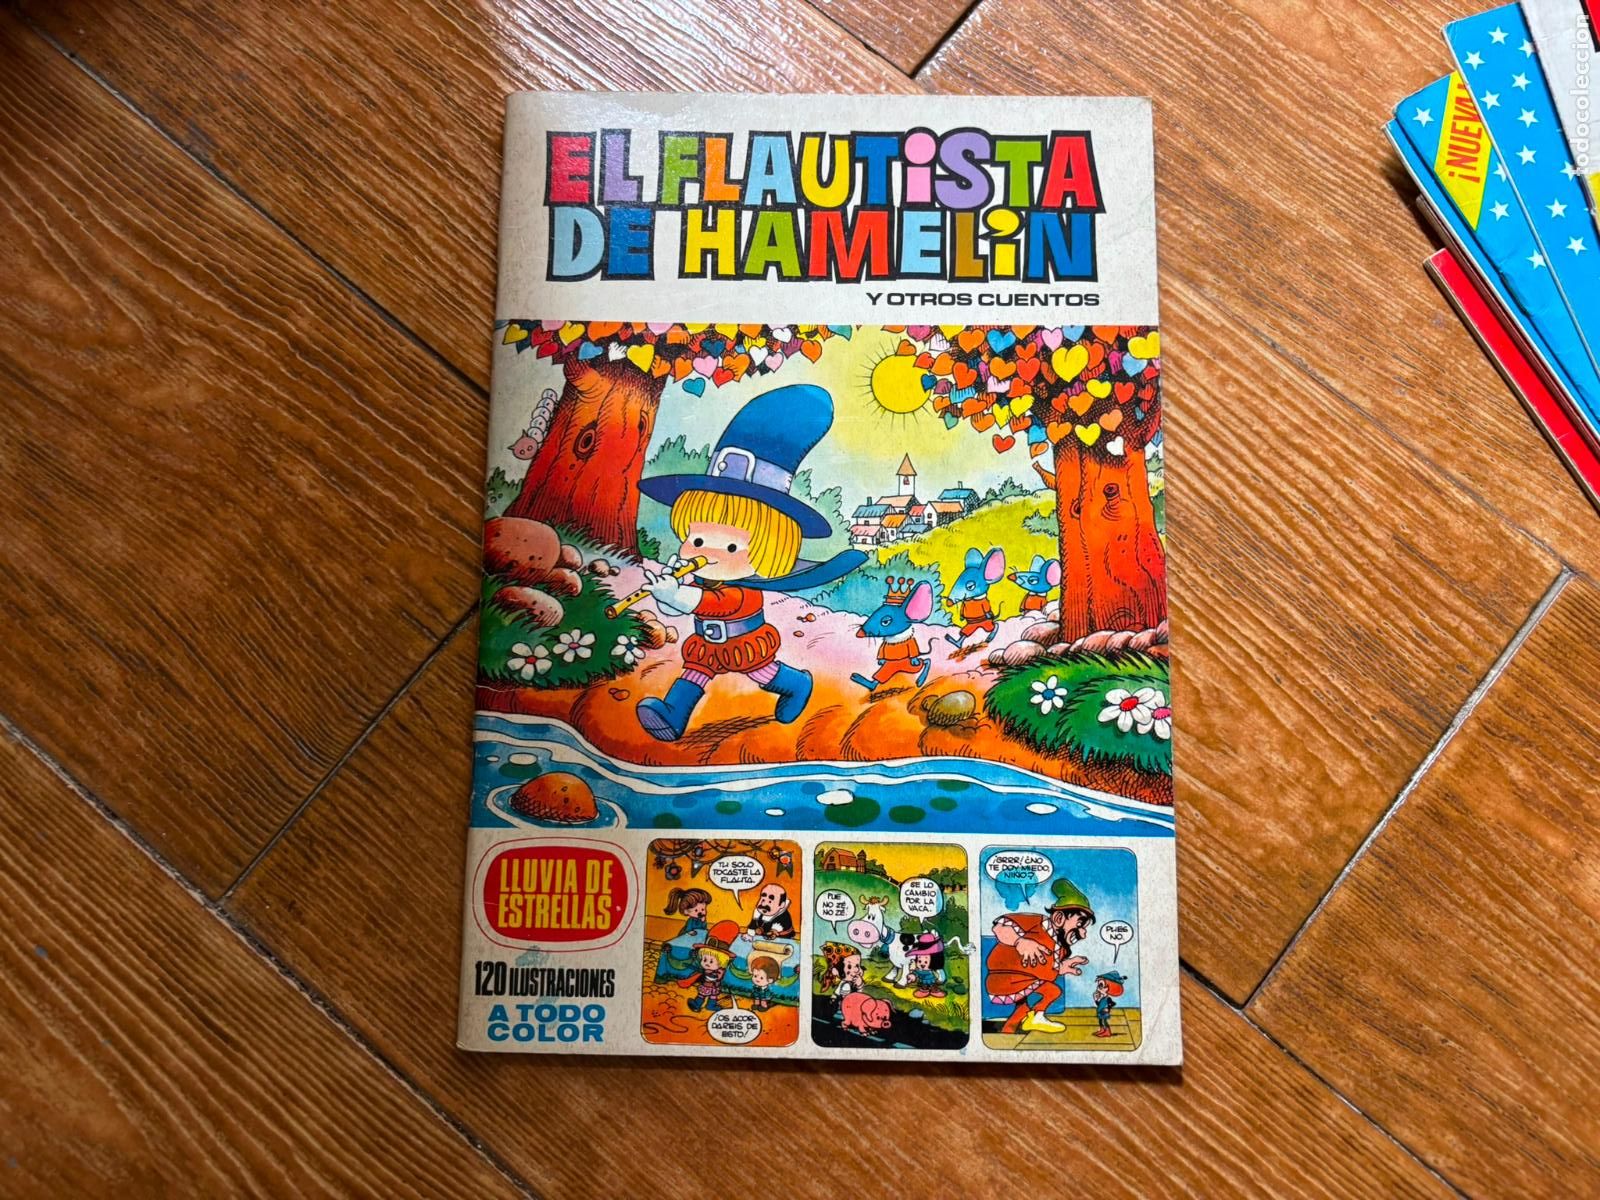 EL FLAUTiSTA
DE HAMELiN
Y OTROS CUENTOS
LLUVIA DE
ESTRELLAS
120 ILUSTRACIONES
A TODO
COLOR
TU SOLO
TOCASTE LA
FLAUTA.
¡OS ACOR-
DAREIS DE
ESTO!
PUE
NO ZÉ,
NO ZÉ.
SE LO
CAMBIO
POR LA
VACA.
¡GRRR! ¿NO
TE DOY MIEDO,
NIÑO?
PUES
NO.
¡NUEVA!
todocoleccion